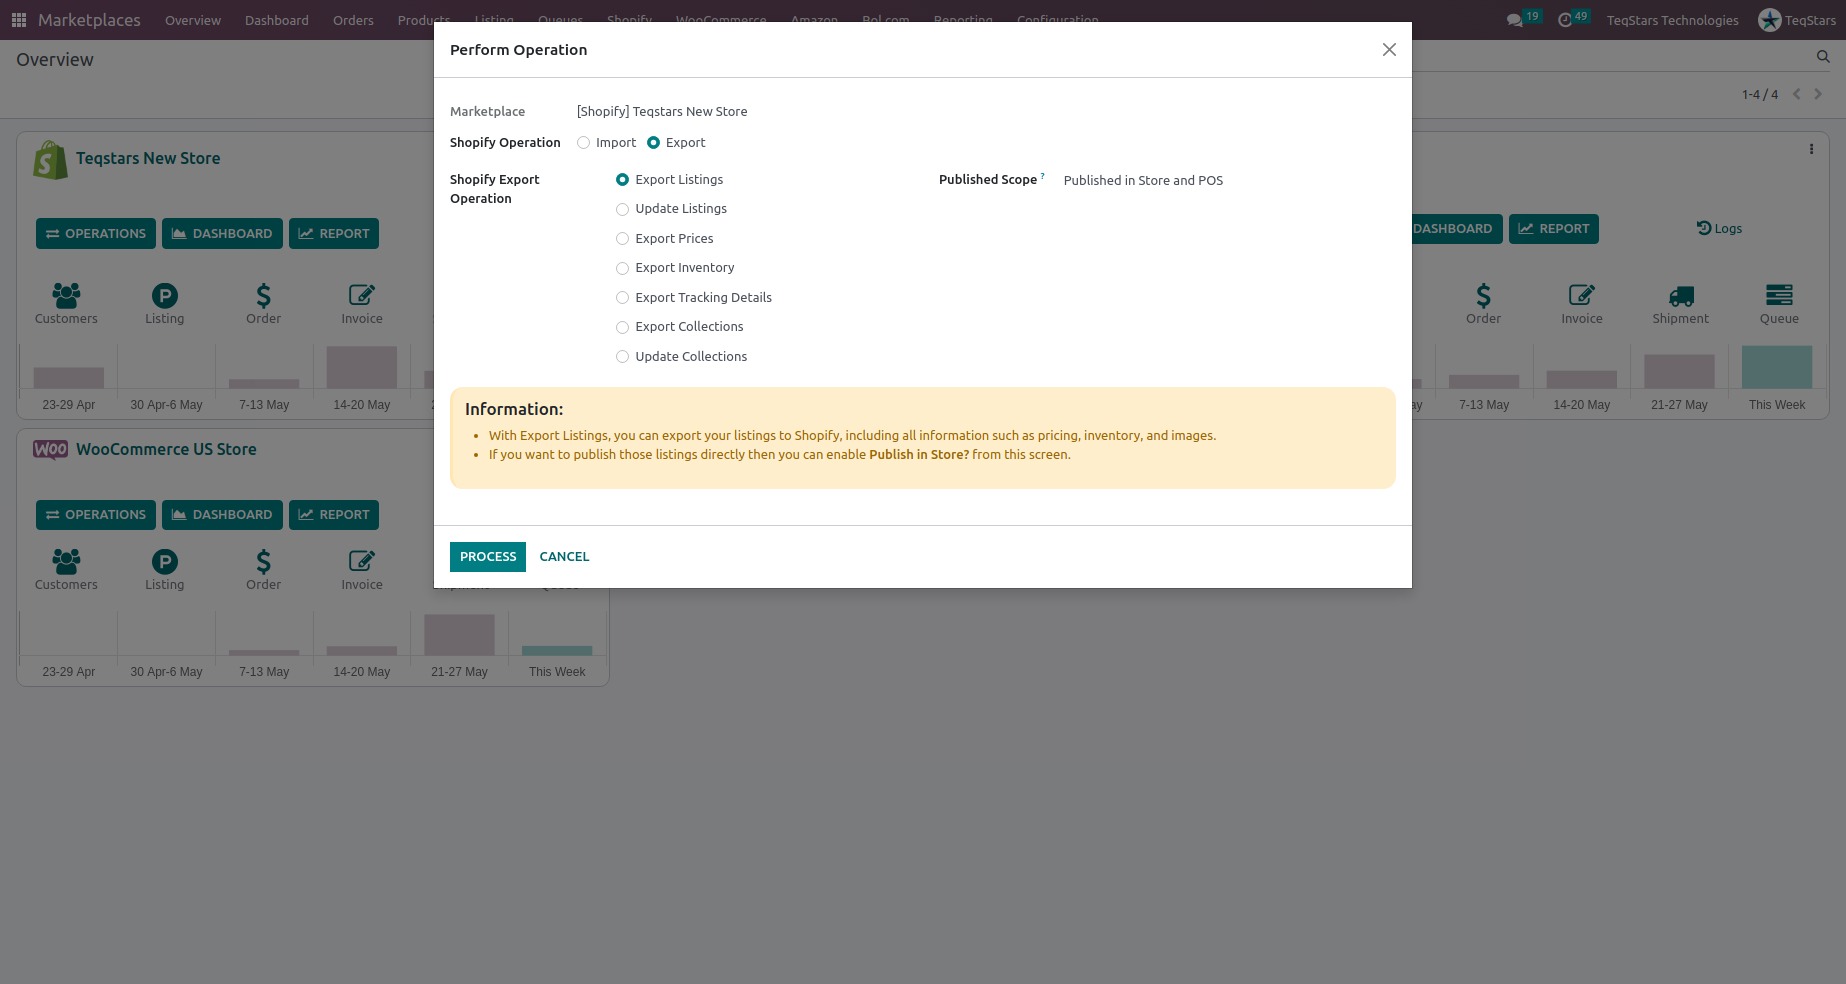 Marketplaces Overview Dashboard Orders Products Listing Queues Shopify WooCommerce Amazon Bol.com Reporting Configuration 19 49 TeqStars Technologies TeqStars
Overview
1-4 / 4
Perform Operation
Marketplace [Shopify] Teqstars New Store
Shopify Operation Import Export
Shopify Export
Operation
Export Listings
Update Listings
Export Prices
Export Inventory
Export Tracking Details
Export Collections
Update Collections
Published Scope ? Published in Store and POS
Information:
With Export Listings, you can export your listings to Shopify, including all information such as pricing, inventory, and images.
If you want to publish those listings directly then you can enable Publish in Store? from this screen.
PROCESS CANCEL
Teqstars New Store
OPERATIONS DASHBOARD REPORT
Customers Listing Order Invoice
23-29 Apr 30 Apr-6 May 7-13 May 14-20 May
DASHBOARD REPORT Logs
Order Invoice Shipment Queue
7-13 May 14-20 May 21-27 May This Week
Woo WooCommerce US Store
OPERATIONS DASHBOARD REPORT
Customers Listing Order Invoice
23-29 Apr 30 Apr-6 May 7-13 May 14-20 May 21-27 May This Week